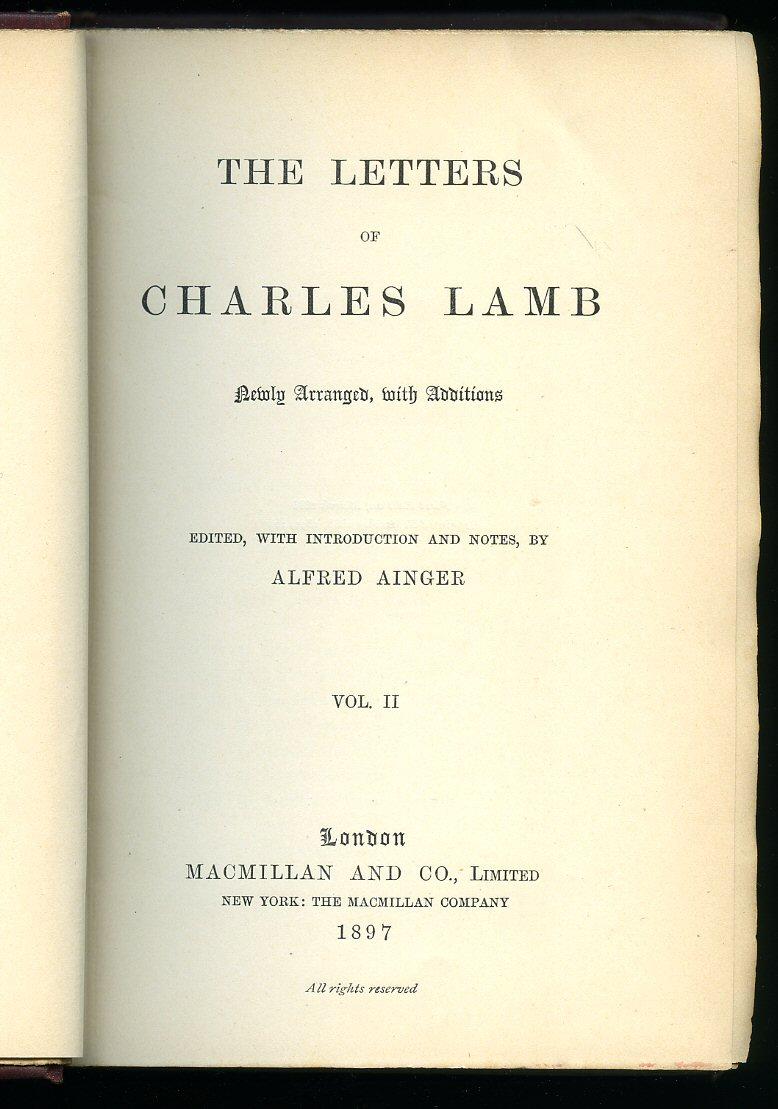 THE LETTERS
OF
CHARLES LAMB
Newly Arranged, with Additions
EDITED, WITH INTRODUCTION AND NOTES, BY
ALFRED AINGER
VOL. II
London
MACMILLAN AND CO., LIMITED
NEW YORK: THE MACMILLAN COMPANY
1897
All rights reserved